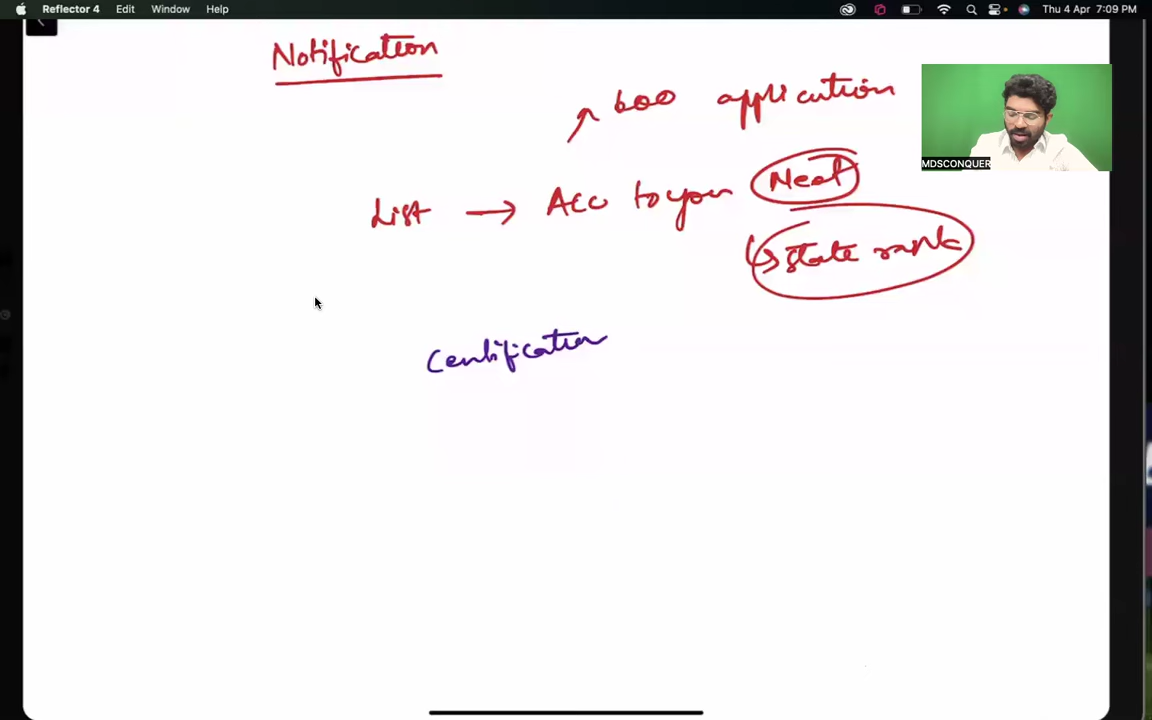 Reflector 4 Edit Window Help Thu 4 Apr 7:09 PM
Notification
600 application
MDSCONQUER
List → Acc to your Neet
↳ state rank
Certification